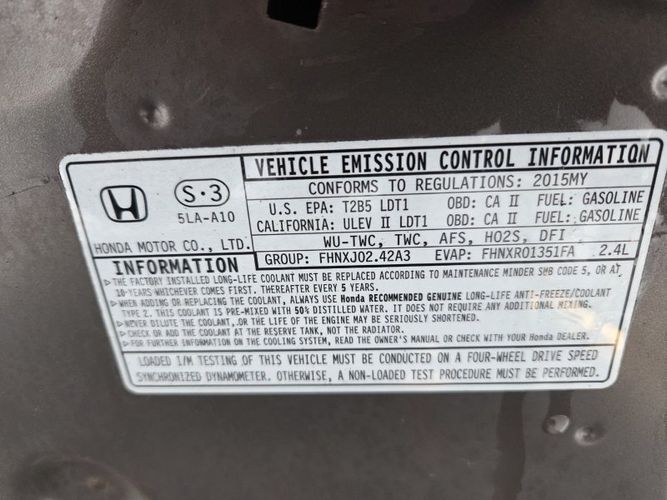 VEHICLE EMISSION CONTROL INFORMATION
S·3
5LA-A10
HONDA MOTOR CO., LTD.
CONFORMS TO REGULATIONS: 2015MY
U.S. EPA: T2B5 LDT1 OBD: CA II FUEL: GASOLINE
CALIFORNIA: ULEV II LDT1 OBD: CA II FUEL: GASOLINE
WU-TWC, TWC, AFS, HO2S, DFI
GROUP: FHNXJ02.42A3 EVAP: FHNXR01351FA 2.4L
INFORMATION
▷THE FACTORY INSTALLED LONG-LIFE COOLANT MUST BE REPLACED ACCORDING TO MAINTENANCE MINDER SUB CODE 5, OR AT
10-YEARS WHICHEVER COMES FIRST. THEREAFTER EVERY 5 YEARS.
▷WHEN ADDING OR REPLACING THE COOLANT, ALWAYS USE Honda RECOMMENDED GENUINE LONG-LIFE ANTI-FREEZE/COOLANT
TYPE 2. THIS COOLANT IS PRE-MIXED WITH 50% DISTILLED WATER. IT DOES NOT REQUIRE ANY ADDITIONAL MIXING.
▷NEVER DILUTE THE COOLANT, OR THE LIFE OF THE ENGINE MAY BE SERIOUSLY SHORTENED.
▷CHECK AND ADD COOLANT AT THE RESERVE TANK, NOT THE RADIATOR.
▷FOR FURTHER INFORMATION ON THE COOLING SYSTEM, READ THE OWNER'S MANUAL OR CHECK WITH YOUR Honda DEALER.
LOADED I/M TESTING OF THIS VEHICLE MUST BE CONDUCTED ON A FOUR-WHEEL DRIVE SPEED
SYNCHRONIZED DYNAMOMETER. OTHERWISE, A NON-LOADED TEST PROCEDURE MUST BE PERFORMED.